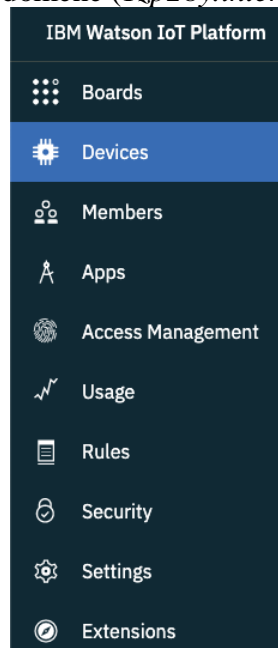 IBM Watson IoT Platform
Boards
Devices
Members
Apps
Access Management
Usage
Rules
Security
Settings
Extensions